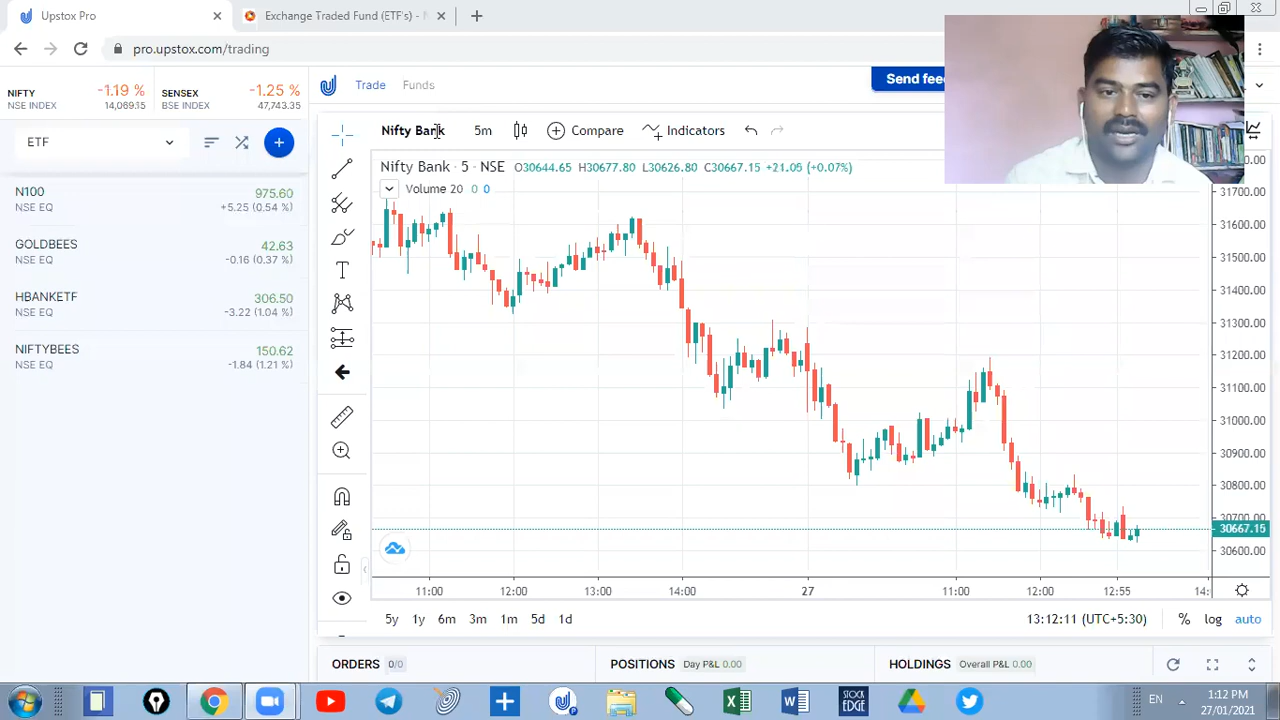 Upstox Pro
Exchange Traded Fund (ETF's) - N
pro.upstox.com/trading
NIFTY -1.19 %
NSE INDEX 14,069.15
SENSEX -1.25 %
BSE INDEX 47,743.35
Trade Funds
Send fee
ETF
Nifty Bank 5m Compare Indicators
Nifty Bank · 5 · NSE O30644.65 H30677.80 L30626.80 C30667.15 +21.05 (+0.07%)
Volume 20 0 0
N100 975.60
NSE EQ +5.25 (0.54 %)
GOLDBEES 42.63
NSE EQ -0.16 (0.37 %)
HBANKETF 306.50
NSE EQ -3.22 (1.04 %)
NIFTYBEES 150.62
NSE EQ -1.84 (1.21 %)
31700.00
31600.00
31500.00
31400.00
31300.00
31200.00
31100.00
31000.00
30900.00
30800.00
30700.00
30667.15
30600.00
11:00 12:00 13:00 14:00 27 11:00 12:00 12:55 14:
5y 1y 6m 3m 1m 5d 1d
13:12:11 (UTC+5:30) % log auto
ORDERS 0/0
POSITIONS Day P&L 0.00
HOLDINGS Overall P&L 0.00
STOCK
EDGE
EN
1:12 PM
27/01/2021